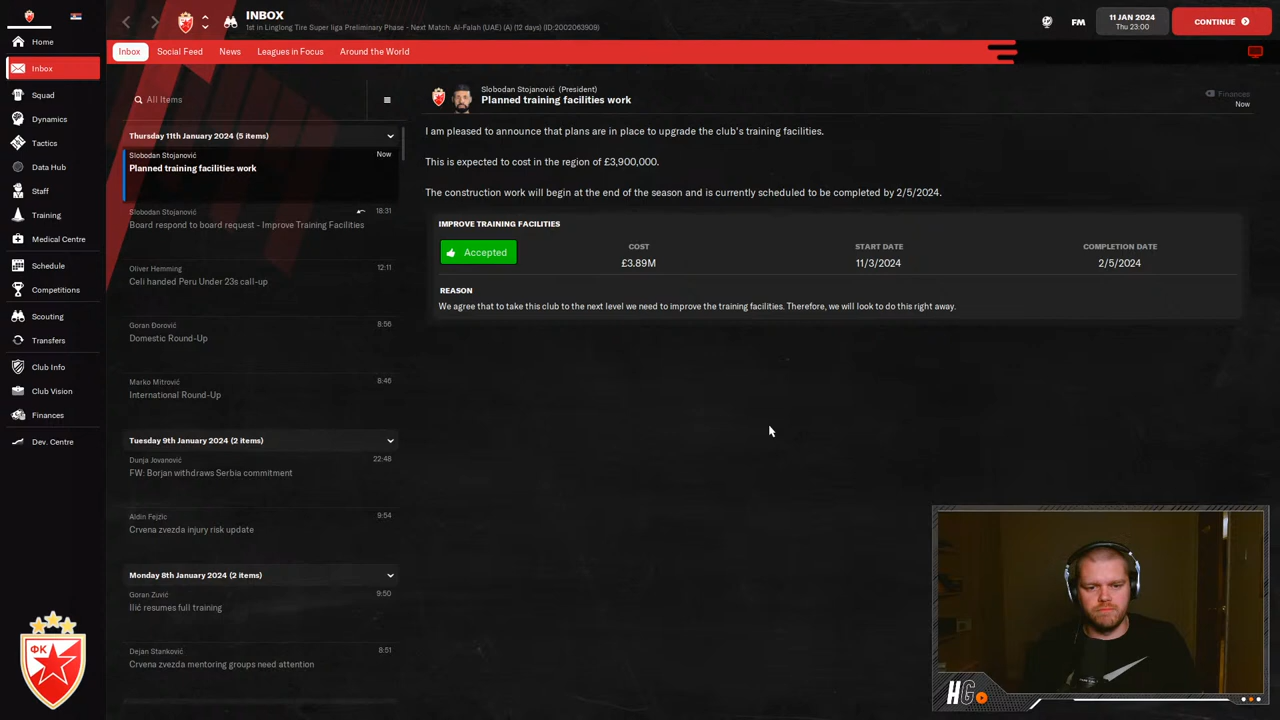 INBOX
1st in Linglong Tire Super liga Preliminary Phase - Next Match: Al-Falah (UAE) (A) (12 days) (ID:2002063909)
FM
11 JAN 2024
Thu 23:00
CONTINUE
Home
Inbox
Squad
Dynamics
Tactics
Data Hub
Staff
Training
Medical Centre
Schedule
Competitions
Scouting
Transfers
Club Info
Club Vision
Finances
Dev. Centre
ФК
Inbox
Social Feed
News
Leagues in Focus
Around the World
All Items
Thursday 11th January 2024 (5 items)
Slobodan Stojanović
Now
Planned training facilities work
Slobodan Stojanović
18:31
Board respond to board request - Improve Training Facilities
Oliver Hemming
12:11
Celi handed Peru Under 23s call-up
Goran Đorović
8:56
Domestic Round-Up
Marko Mitrović
8:46
International Round-Up
Tuesday 9th January 2024 (2 items)
Dunja Jovanović
22:48
FW: Borjan withdraws Serbia commitment
Aldin Fejzic
9:54
Crvena zvezda injury risk update
Monday 8th January 2024 (2 items)
Goran Zuvić
9:50
Ilić resumes full training
Dejan Stanković
8:51
Crvena zvezda mentoring groups need attention
Slobodan Stojanović (President)
Planned training facilities work
Finances
Now
I am pleased to announce that plans are in place to upgrade the club's training facilities.
This is expected to cost in the region of £3,900,000.
The construction work will begin at the end of the season and is currently scheduled to be completed by 2/5/2024.
IMPROVE TRAINING FACILITIES
Accepted
COST
£3.89M
START DATE
11/3/2024
COMPLETION DATE
2/5/2024
REASON
We agree that to take this club to the next level we need to improve the training facilities. Therefore, we will look to do this right away.
HG